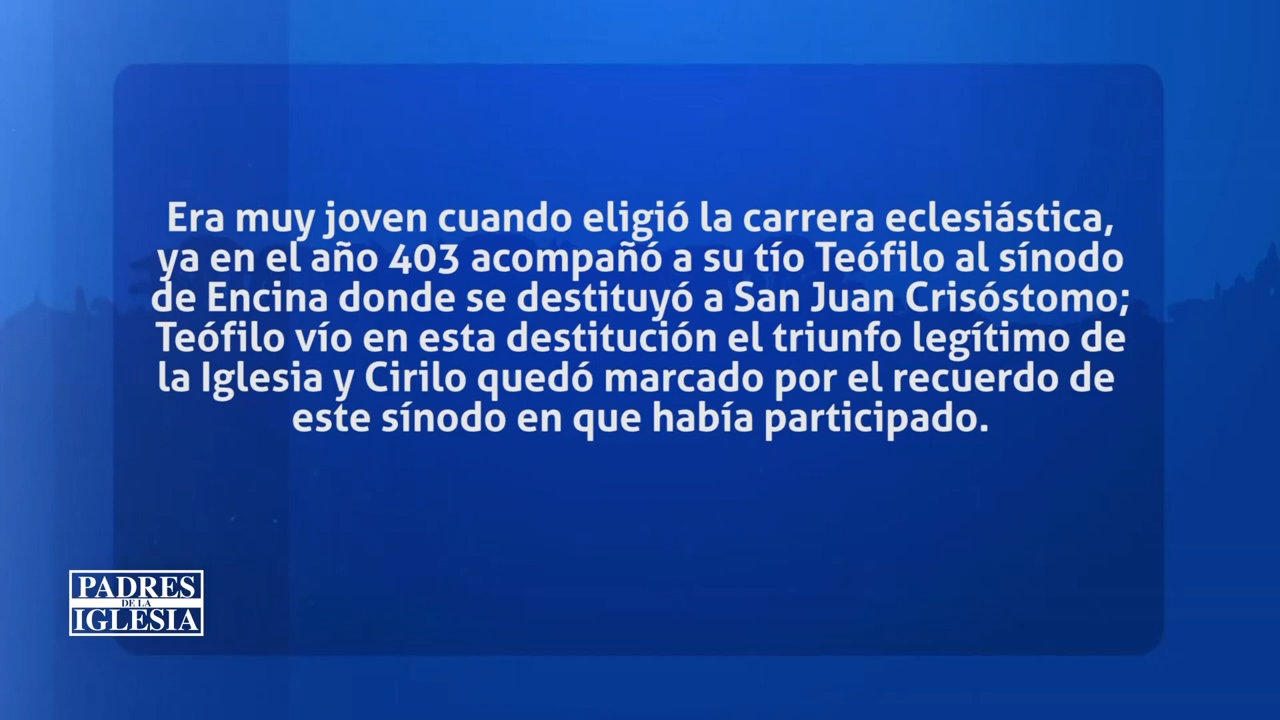 Era muy joven cuando eligió la carrera eclesiástica,
ya en el año 403 acompañó a su tío Teófilo al sínodo
de Encina donde se destituyó a San Juan Crisóstomo;
Teófilo vío en esta destitución el triunfo legítimo de
la Iglesia y Cirilo quedó marcado por el recuerdo de
este sínodo en que había participado.
PADRES
DE LA
IGLESIA